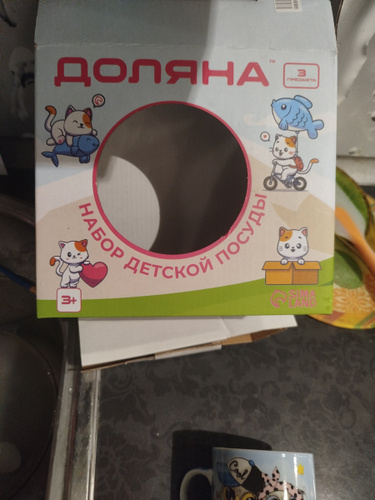 ДОЛЯНА™
3
ПРЕДМЕТА
НАБОР ДЕТСКОЙ ПОСУДЫ
3+